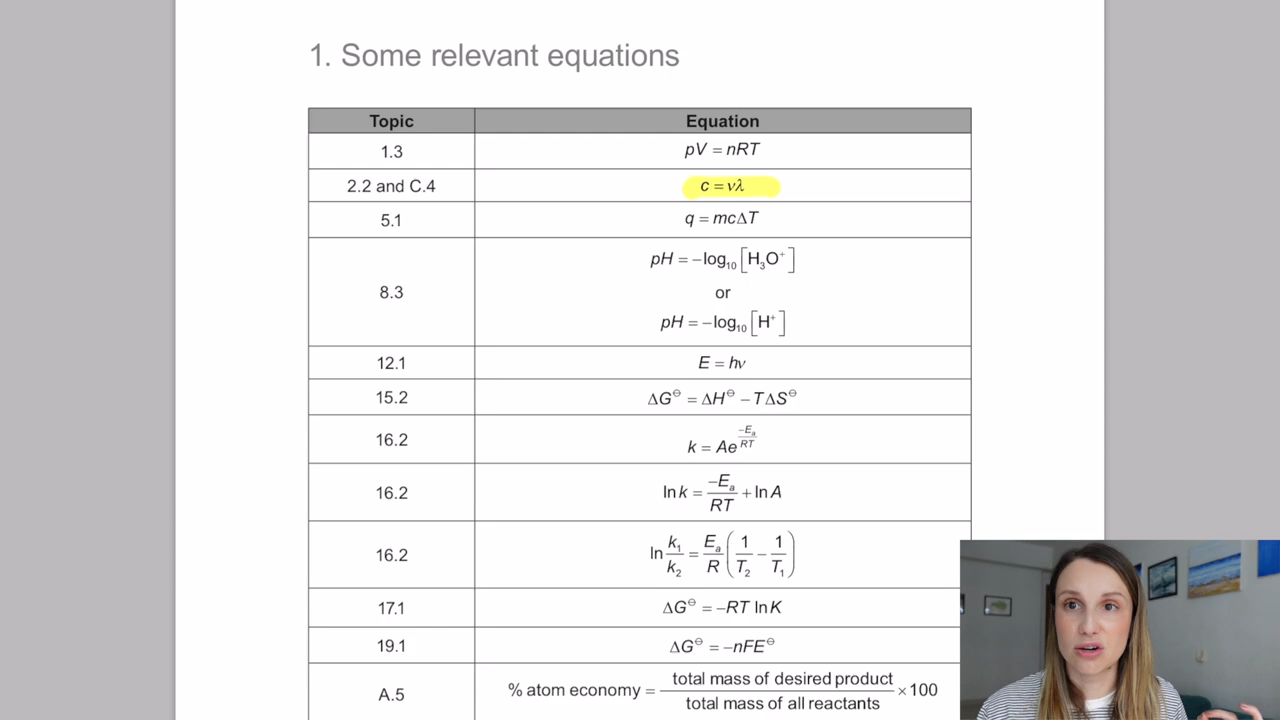 1. Some relevant equations
Topic Equation
1.3 pV = nRT
2.2 and C.4 c = νλ
5.1 q = mcΔT
8.3 pH = −log₁₀[H₃O⁺]
or
pH = −log₁₀[H⁺]
12.1 E = hν
15.2 ΔG⊖ = ΔH⊖ − TΔS⊖
16.2 k = Ae^(−Eₐ/RT)
16.2 ln k = −Eₐ/RT + ln A
16.2 ln k₁/k₂ = Eₐ/R (1/T₂ − 1/T₁)
17.1 ΔG⊖ = −RT ln K
19.1 ΔG⊖ = −nFE⊖
A.5 % atom economy = total mass of desired product / total mass of all reactants × 100